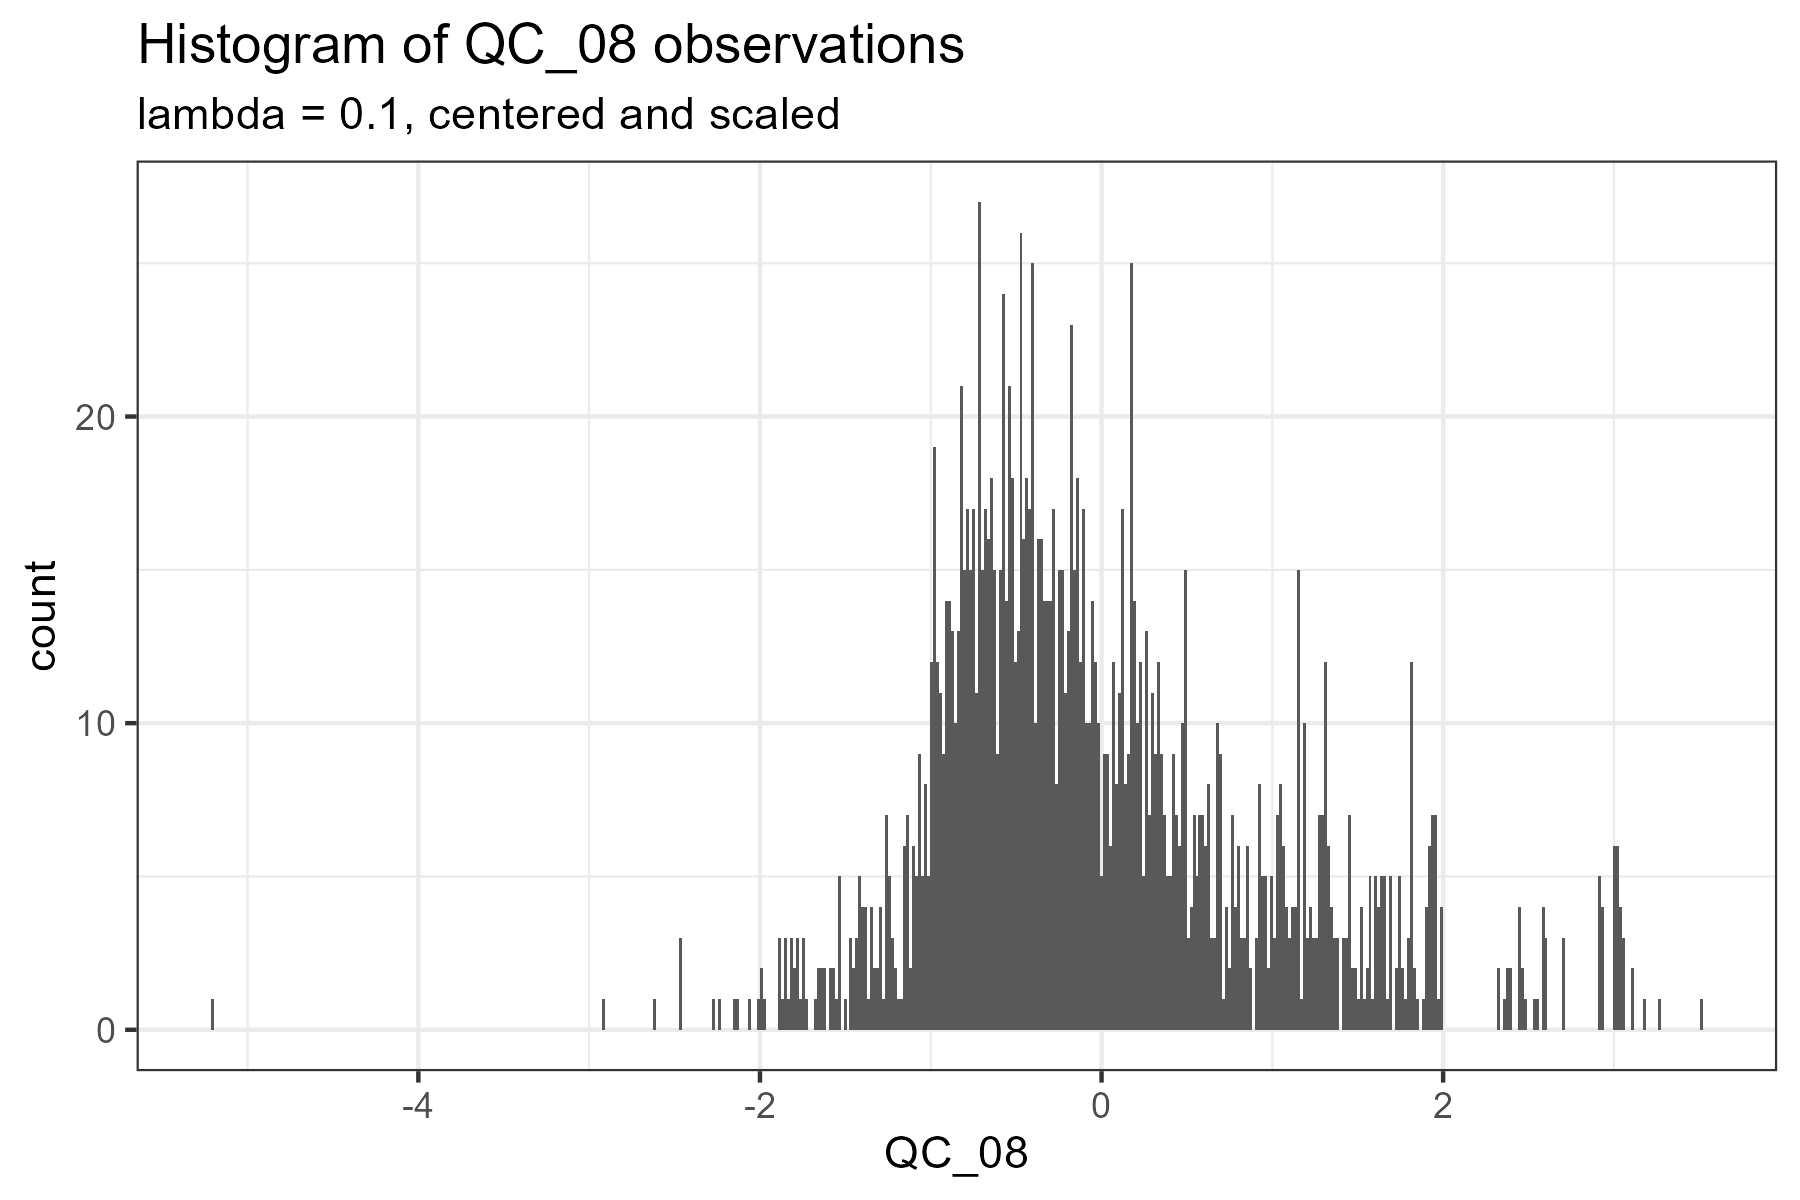 Histogram of QC_08 observations
lambda = 0.1, centered and scaled
count
20
10
0
-4
-2
0
2
QC_08